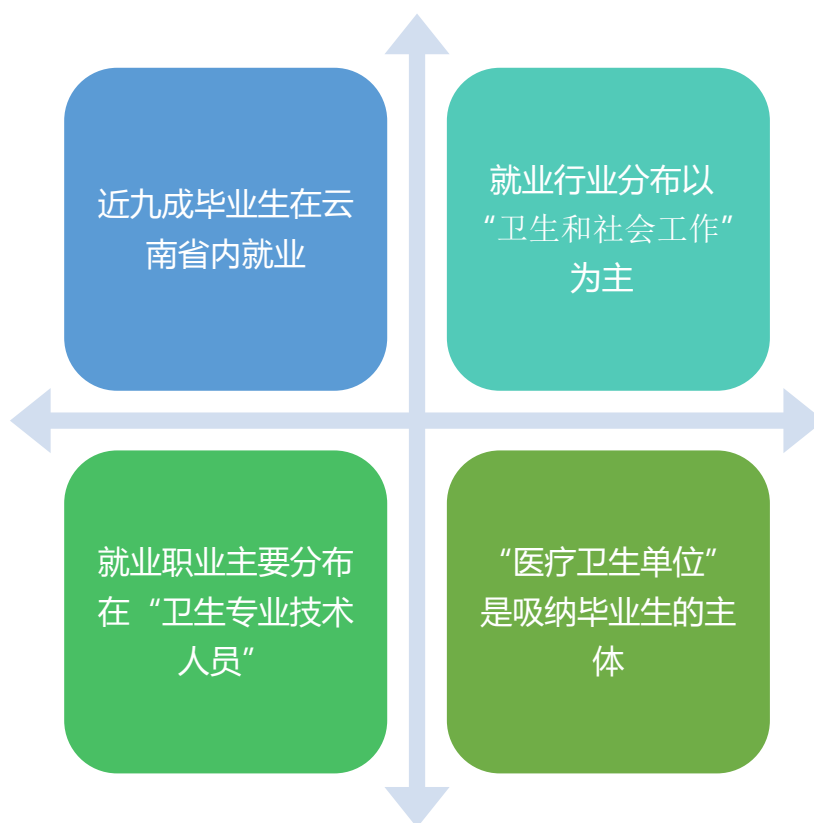 近九成毕业生在云
南省内就业
就业行业分布以
“卫生和社会工作”
为主
就业职业主要分布
在“卫生专业技术
人员”
“医疗卫生单位”
是吸纳毕业生的主
体